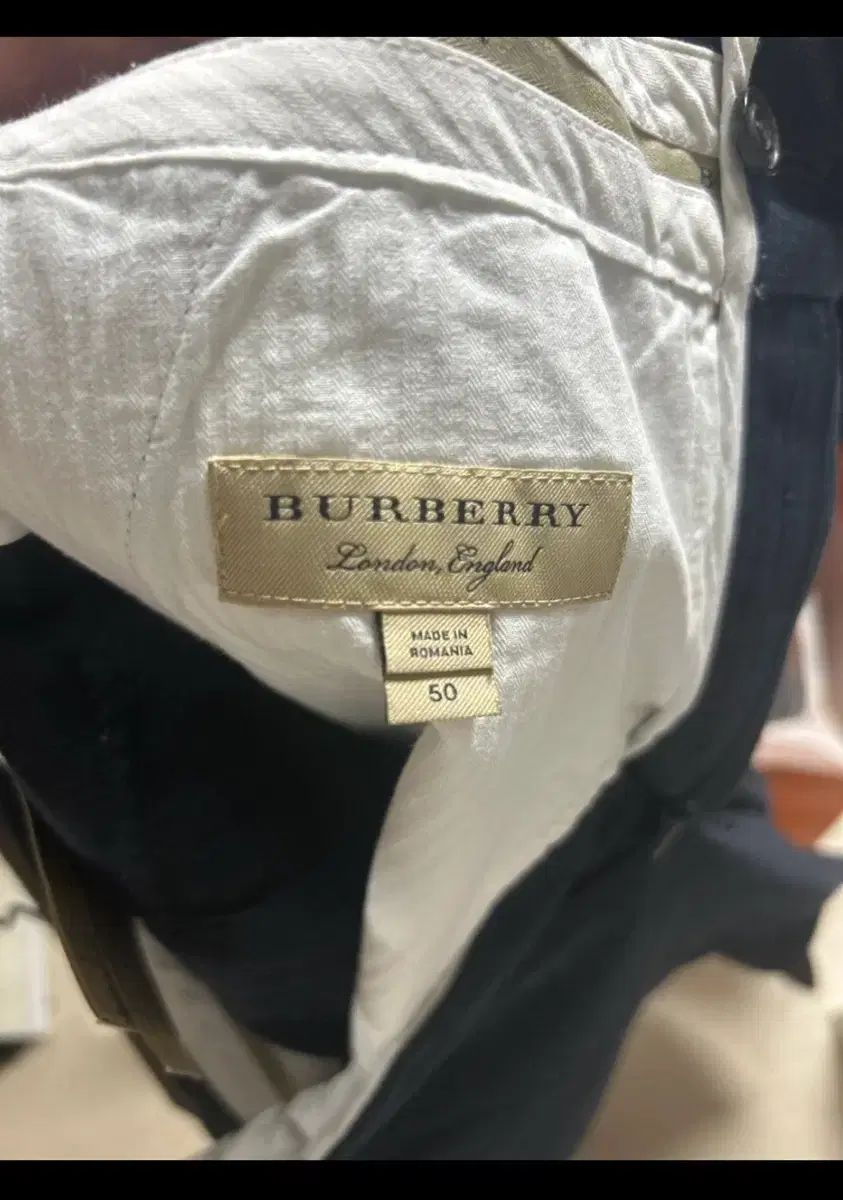 BURBERRY
London, England
MADE IN
ROMANIA
50